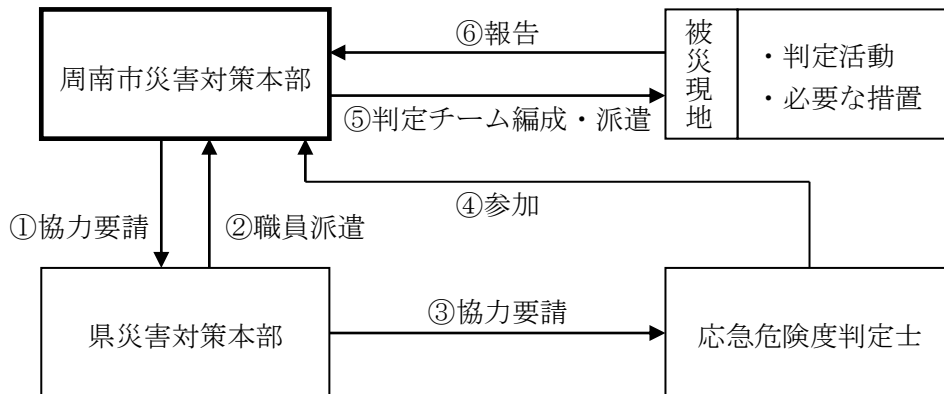 ⑥報告
周南市災害対策本部
被災現地
・判定活動
・必要な措置
⑤判定チーム編成・派遣
①協力要請
②職員派遣
④参加
県災害対策本部
③協力要請
応急危険度判定士